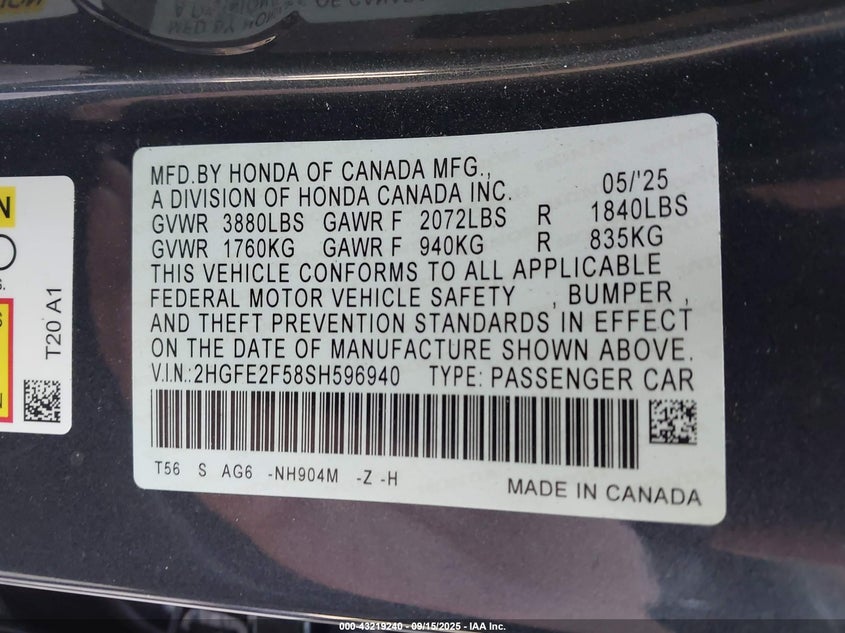 MFD.BY HONDA OF CANADA MFG.,
A DIVISION OF HONDA CANADA INC. 05/'25
GVWR 3880LBS GAWR F 2072LBS R 1840LBS
GVWR 1760KG GAWR F 940KG R 835KG
THIS VEHICLE CONFORMS TO ALL APPLICABLE
FEDERAL MOTOR VEHICLE SAFETY , BUMPER ,
AND THEFT PREVENTION STANDARDS IN EFFECT
ON THE DATE OF MANUFACTURE SHOWN ABOVE.
V.I.N.:2HGFE2F58SH596940 TYPE: PASSENGER CAR
T56 S AG6 -NH904M -Z -H
MADE IN CANADA
T20 A1
000-43219240 - 09/15/2025 - IAA Inc.